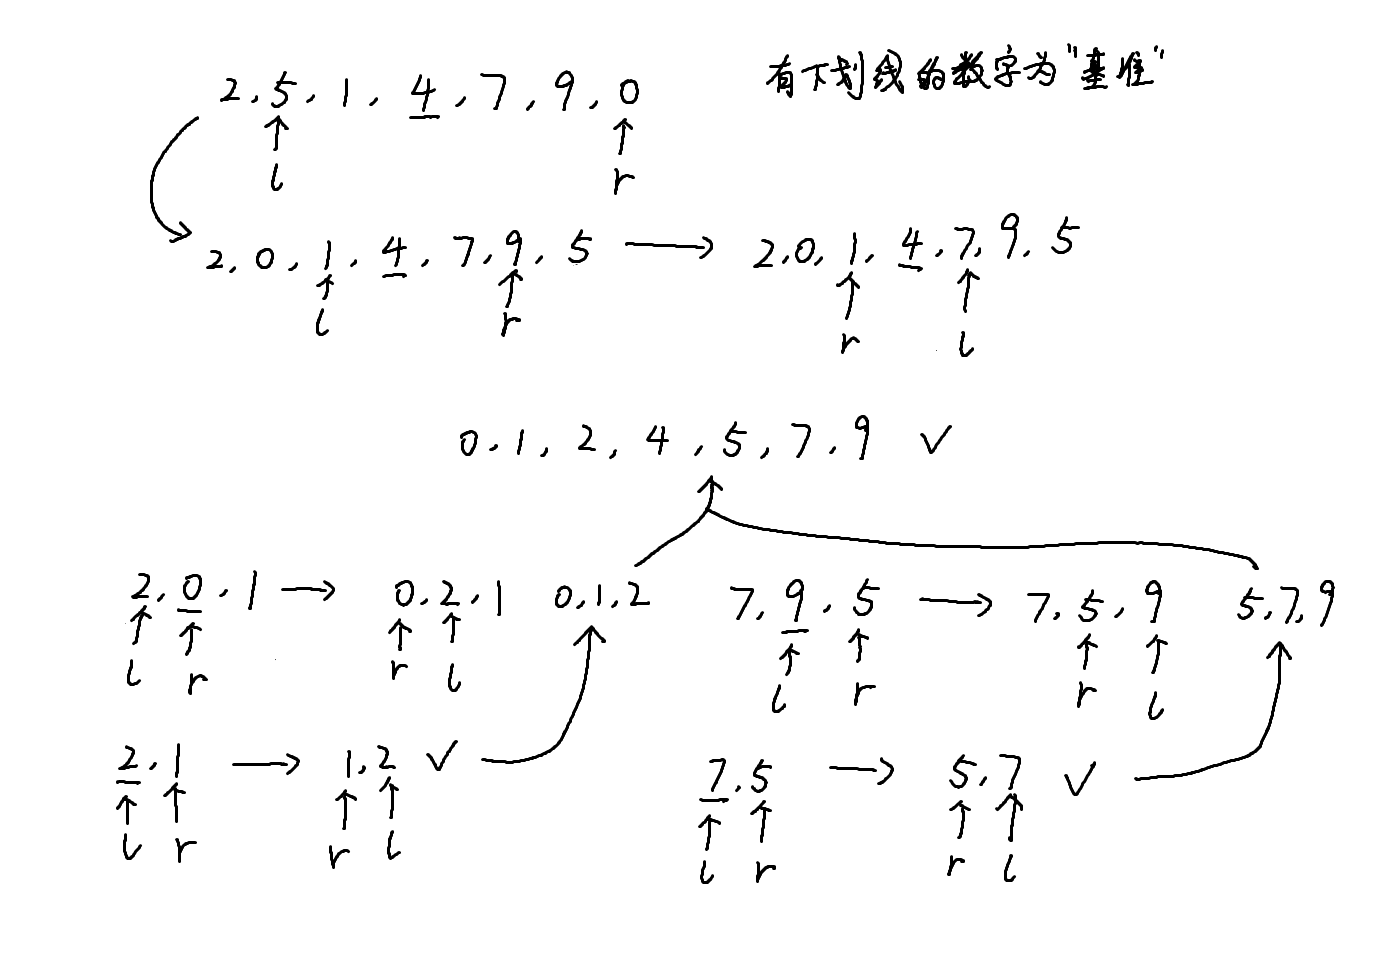 有下划线的数字为"基准"
2, 5, 1, 4, 7, 9, 0
l r
2, 0, 1, 4, 7, 9, 5 → 2, 0, 1, 4, 7, 9, 5
l r r l
0, 1, 2, 4, 5, 7, 9 ✓
2, 0, 1 → 0, 2, 1 0, 1, 2 7, 9, 5 → 7, 5, 9 5, 7, 9
l r r l l r r l
2, 1 → 1, 2 ✓ 7, 5 → 5, 7 ✓
l r r l l r r l